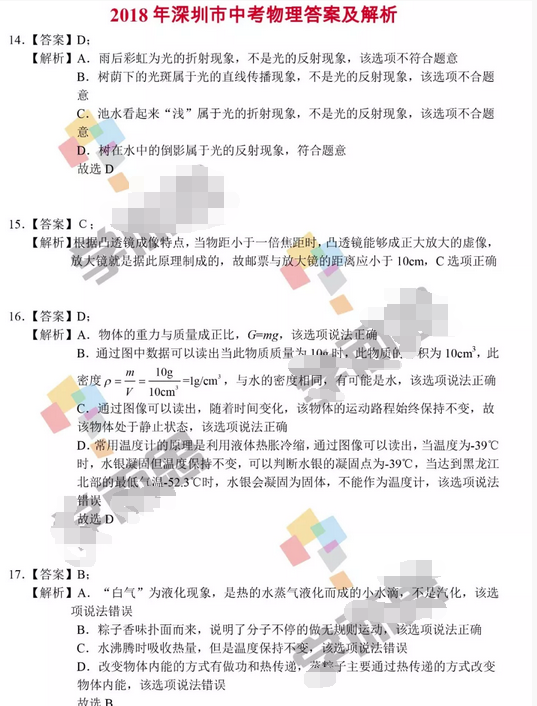 2018年深圳市中考物理答案及解析
14.【答案】D;
【解析】A．雨后彩虹为光的折射现象，不是光的反射现象，该选项不符合题意
B．树荫下的光斑属于光的直线传播现象，不是光的反射现象，该选项不合题
意
C．池水看起来“浅”属于光的折射现象，不是光的反射现象，该选项不合题
意
D．树在水中的倒影属于光的反射现象，符合题意
故选 D
15.【答案】C;
【解析】根据凸透镜成像特点，当物距小于一倍焦距时，凸透镜能够成正大放大的虚像，
放大镜就是据此原理制成的，故邮票与放大镜的距离应小于 10cm，C 选项正确
16.【答案】D;
【解析】A．物体的重力与质量成正比，G=mg，该选项说法正确
B．通过图中数据可以读出当此物质质量为 10g 时，此物质的 积为 10cm³，此
密度 ρ = m/V = 10g/10cm³ =1g/cm³，与水的密度相同，有可能是水，该选项说法正确
C．通过图像可以读出，随着时间变化，该物体的运动路程始终保持不变，故
该物体处于静止状态，该选项说法正确
D．常用温度计的原理是利用液体热胀冷缩，通过图像可以读出，当温度为-39℃
时，水银凝固但温度保持不变，可以判断水银的凝固点为-39℃，当达到黑龙江
北部的最低气温-52.3℃时，水银会凝固为固体，不能作为温度计，该选项说法
错误
故选 D
17.【答案】B;
【解析】A．“白气”为液化现象，是热的水蒸气液化而成的小水滴，不是汽化，该选
项说法错误
B．粽子香味扑面而来，说明了分子不停的做无规则运动，该选项说法正确
C．水沸腾时吸收热量，但是温度保持不变，该选项说法错误
D．改变物体内能的方式有做功和热传递，蒸粽子主要通过热传递的方式改变
物体内能，该选项说法错误
故选 B